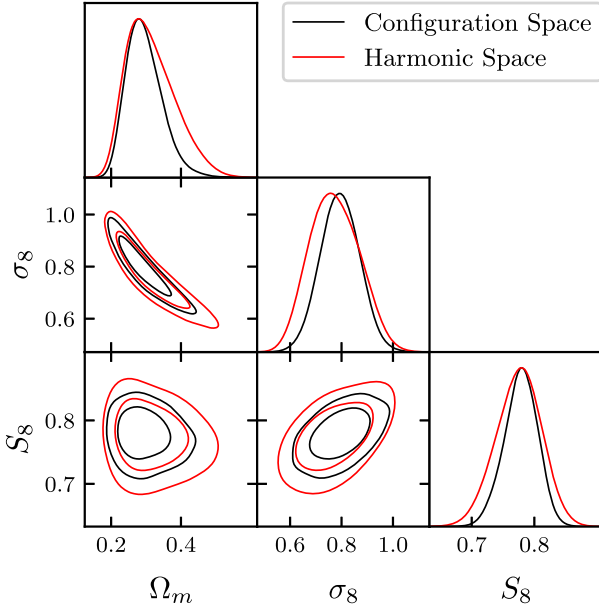 Configuration Space
Harmonic Space
1.0
0.8
0.6
σ₈
0.8
0.7
S₈
0.2 0.4 0.6 0.8 1.0 0.7 0.8
Ωₘ σ₈ S₈